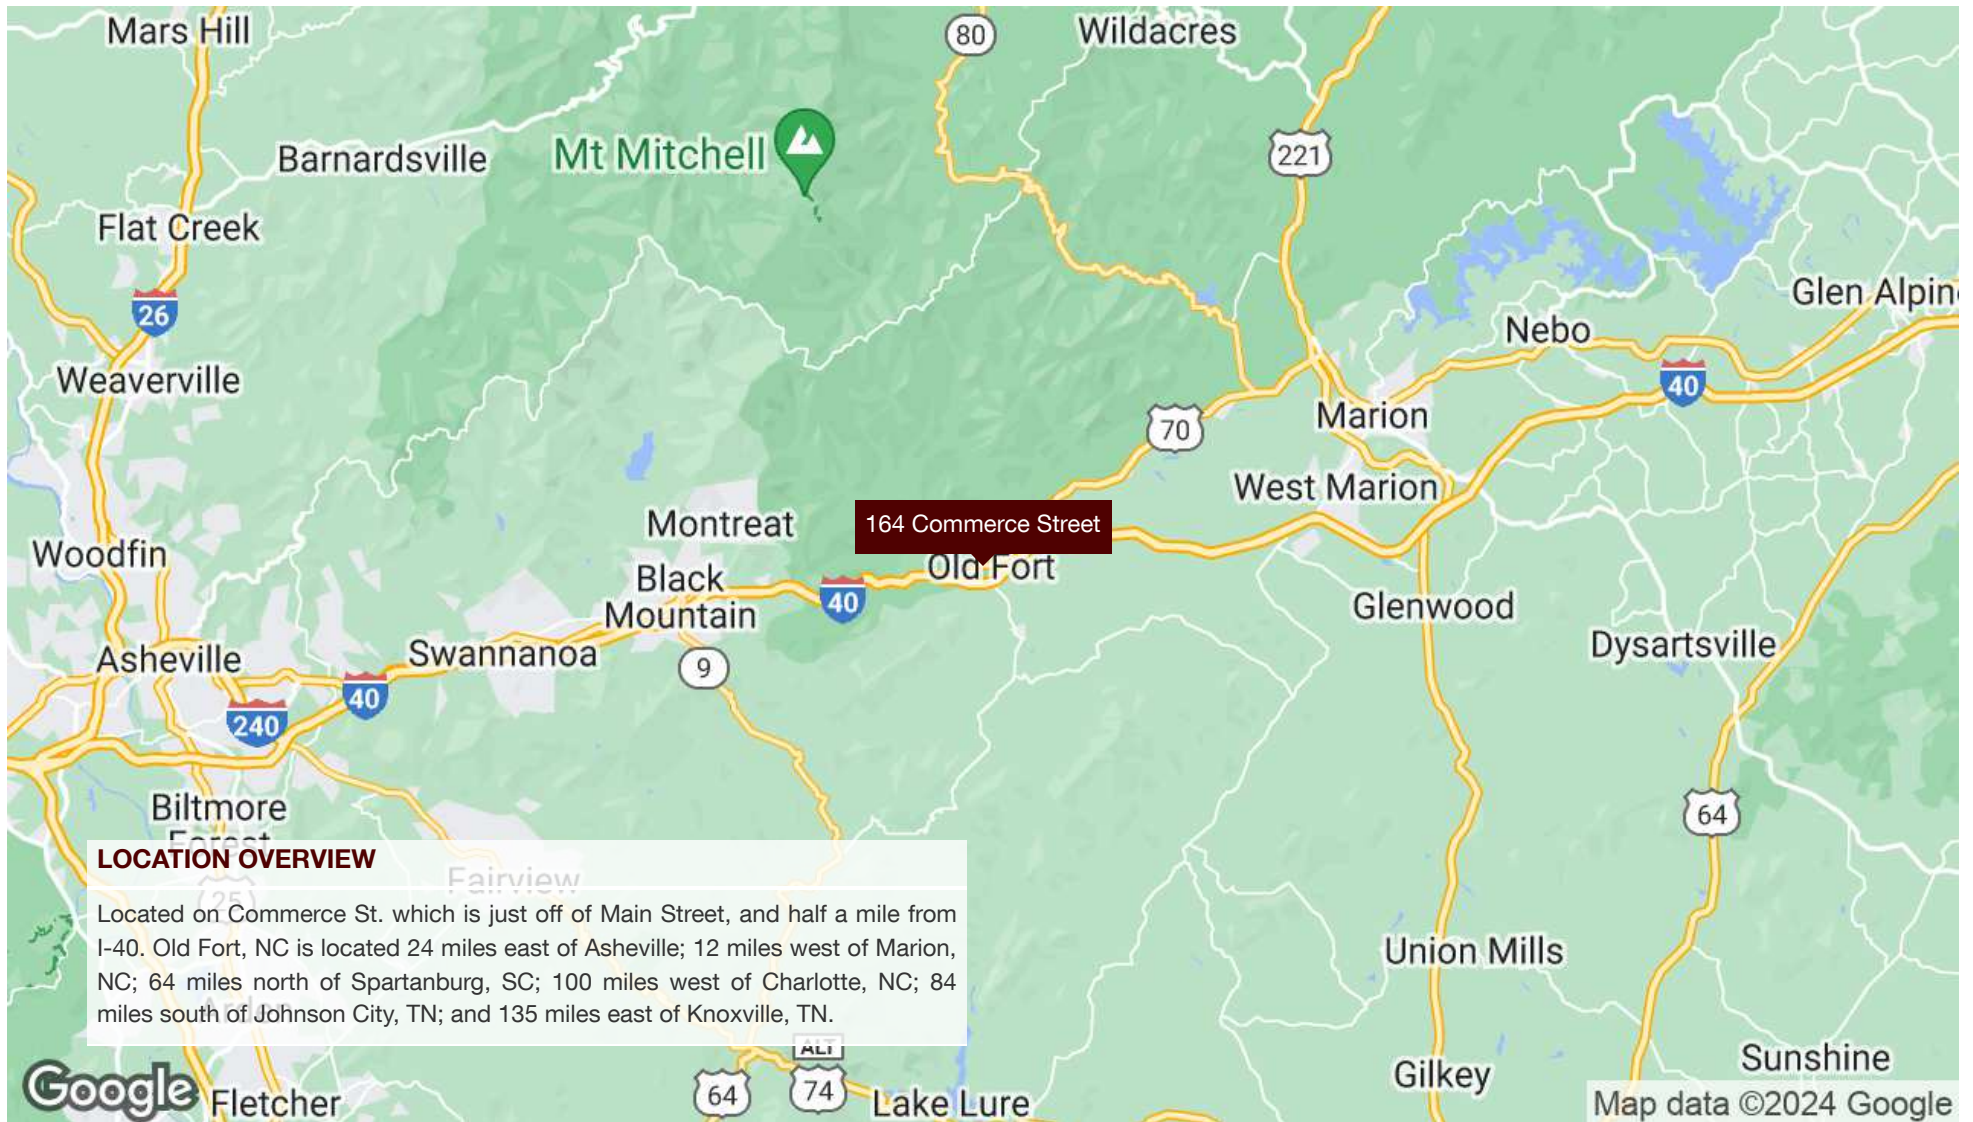 Mars Hill
80
Wildacres
Barnardsville
Mt Mitchell
221
Flat Creek
26
Glen Alpin
Nebo
Weaverville
40
Marion
70
West Marion
164 Commerce Street
Montreat
Woodfin
Old Fort
Black
Mountain
40
Glenwood
Dysartsville
Swannanoa
Asheville
9
40
240
Biltmore
Forest
64
LOCATION OVERVIEW
Fairview
25
Located on Commerce St. which is just off of Main Street, and half a mile from
I-40. Old Fort, NC is located 24 miles east of Asheville; 12 miles west of Marion,
NC; 64 miles north of Spartanburg, SC; 100 miles west of Charlotte, NC; 84
miles south of Johnson City, TN; and 135 miles east of Knoxville, TN.
Arden
Union Mills
ALT
74
64
Sunshine
Gilkey
Google
Fletcher
Lake Lure
Map data ©2024 Google